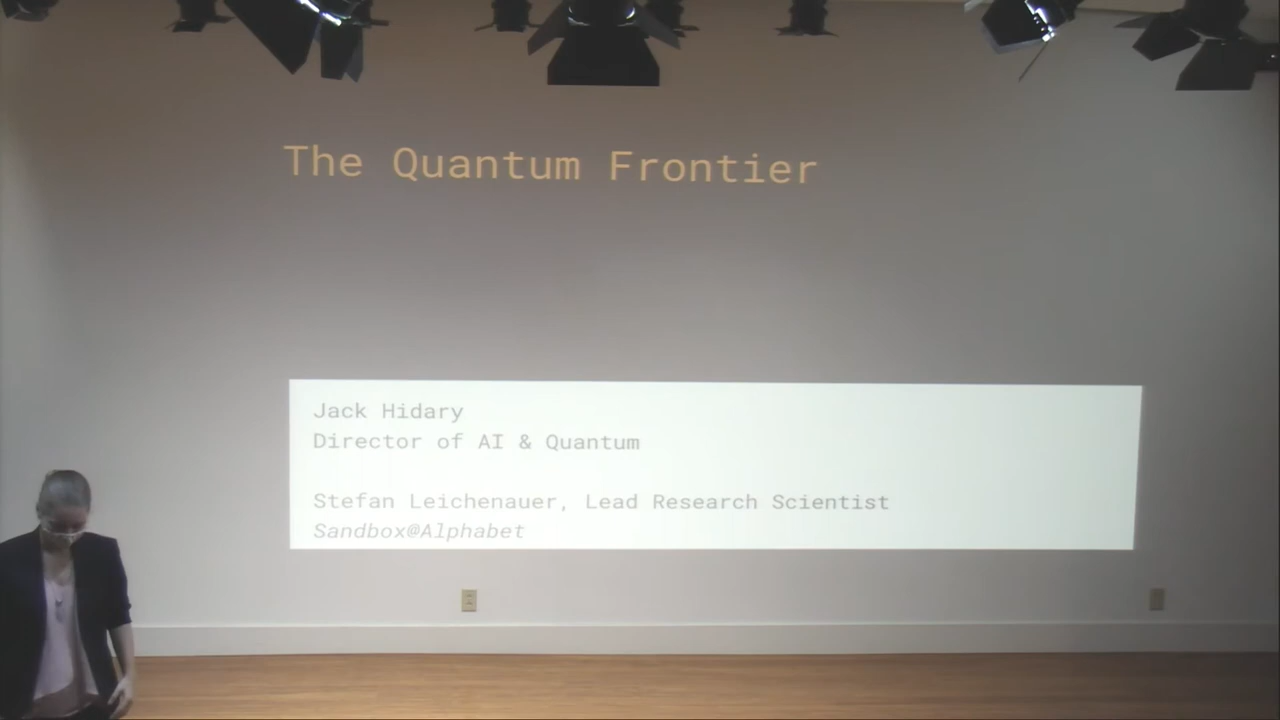 The Quantum Frontier
Jack Hidary
Director of AI & Quantum
Stefan Leichenauer, Lead Research Scientist
Sandbox@Alphabet